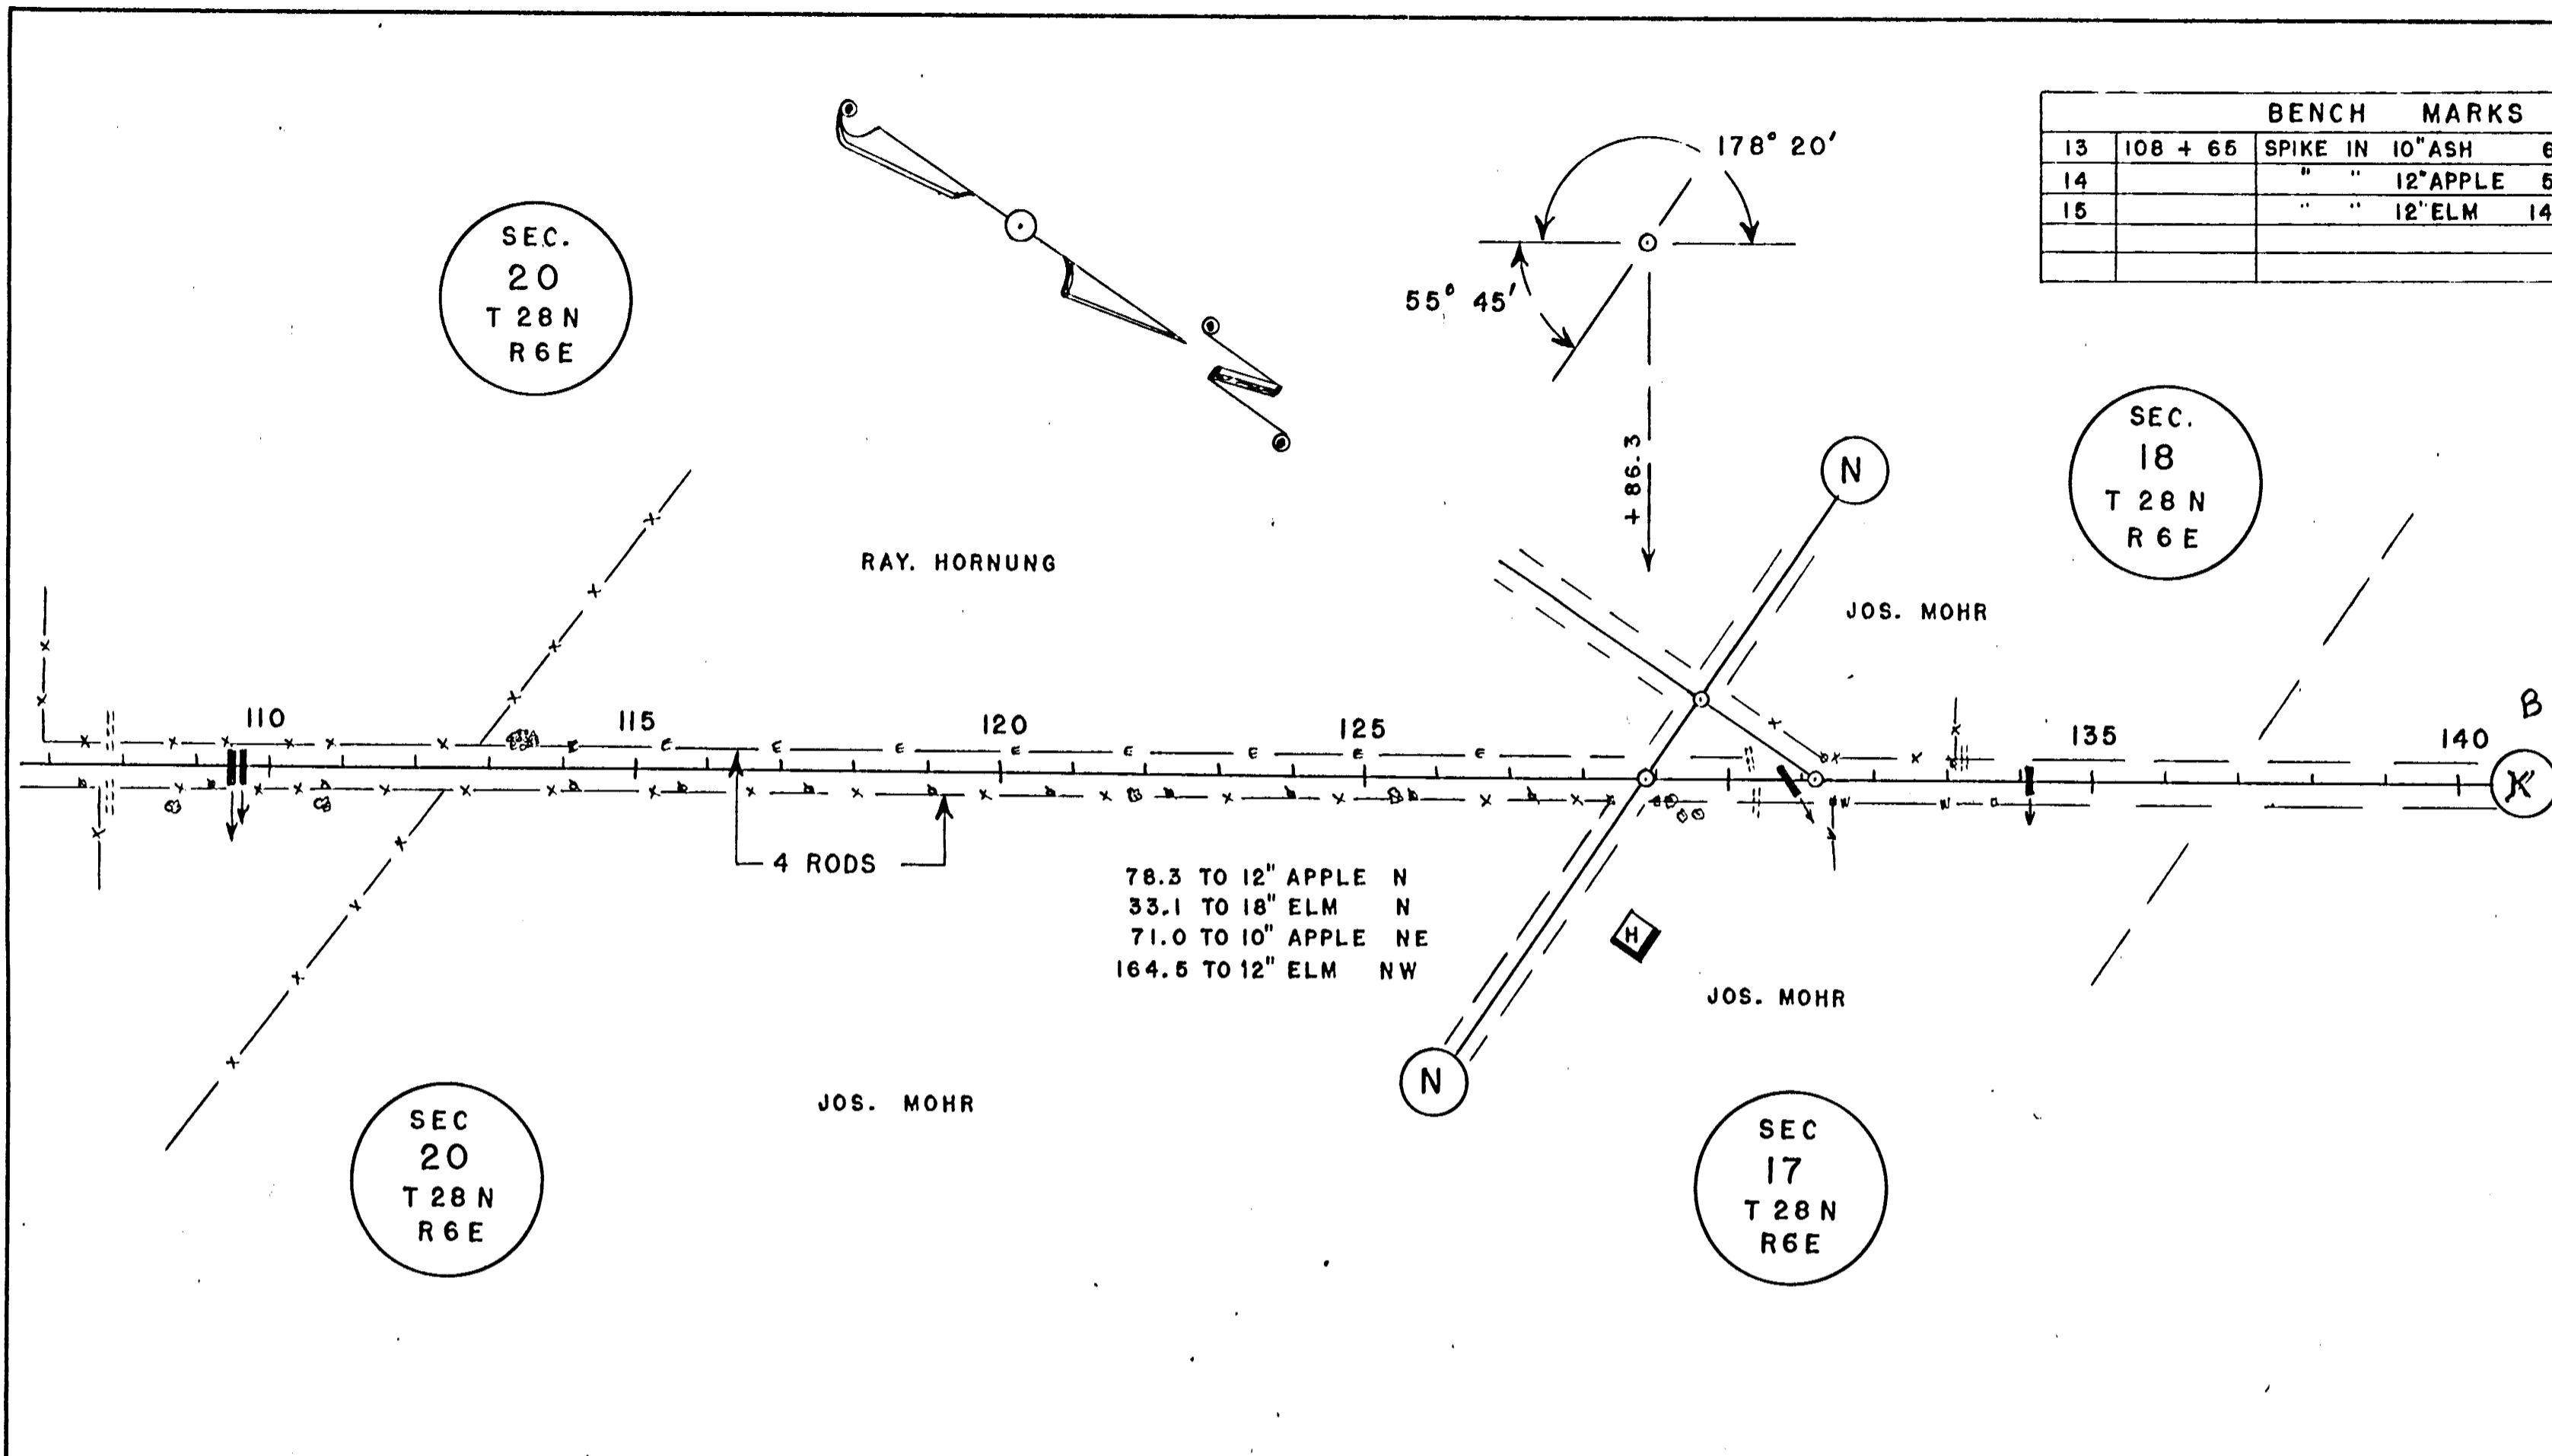 BENCH MARKS
13 108 + 65 SPIKE IN 10" ASH 6
14 " " 12" APPLE 5
15 " " 12" ELM 14
178° 20'
55° 45'
+ 86.3
SEC.
20
T 28 N
R 6 E
SEC.
18
T 28 N
R 6 E
N
RAY. HORNUNG
JOS. MOHR
B
110 115 120 125 135 140
K
4 RODS
78.3 TO 12" APPLE N
33.1 TO 18" ELM N
71.0 TO 10" APPLE NE
164.5 TO 12" ELM NW
H
JOS. MOHR
N
JOS. MOHR
SEC
20
T 28 N
R 6 E
SEC
17
T 28 N
R6E